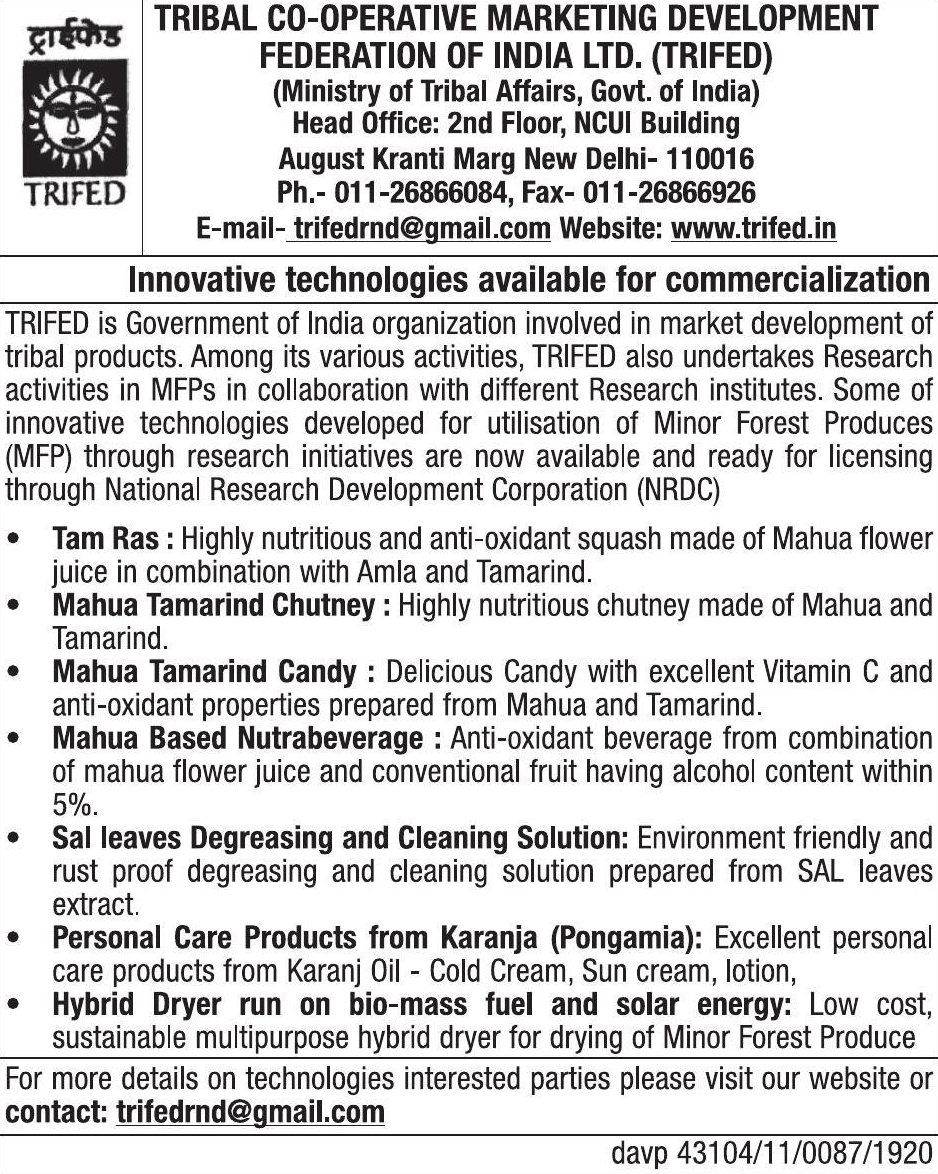 ट्राईफेड
TRIFED
TRIBAL CO-OPERATIVE MARKETING DEVELOPMENT
FEDERATION OF INDIA LTD. (TRIFED)
(Ministry of Tribal Affairs, Govt. of India)
Head Office: 2nd Floor, NCUI Building
August Kranti Marg New Delhi- 110016
Ph.- 011-26866084, Fax- 011-26866926
E-mail- trifedrnd@gmail.com Website: www.trifed.in
Innovative technologies available for commercialization
TRIFED is Government of India organization involved in market development of
tribal products. Among its various activities, TRIFED also undertakes Research
activities in MFPs in collaboration with different Research institutes. Some of
innovative technologies developed for utilisation of Minor Forest Produces
(MFP) through research initiatives are now available and ready for licensing
through National Research Development Corporation (NRDC)
• Tam Ras : Highly nutritious and anti-oxidant squash made of Mahua flower
juice in combination with Amla and Tamarind.
• Mahua Tamarind Chutney : Highly nutritious chutney made of Mahua and
Tamarind.
• Mahua Tamarind Candy : Delicious Candy with excellent Vitamin C and
anti-oxidant properties prepared from Mahua and Tamarind.
• Mahua Based Nutrabeverage : Anti-oxidant beverage from combination
of mahua flower juice and conventional fruit having alcohol content within
5%.
• Sal leaves Degreasing and Cleaning Solution: Environment friendly and
rust proof degreasing and cleaning solution prepared from SAL leaves
extract.
• Personal Care Products from Karanja (Pongamia): Excellent personal
care products from Karanj Oil - Cold Cream, Sun cream, lotion,
• Hybrid Dryer run on bio-mass fuel and solar energy: Low cost,
sustainable multipurpose hybrid dryer for drying of Minor Forest Produce
For more details on technologies interested parties please visit our website or
contact: trifedrnd@gmail.com
davp 43104/11/0087/1920